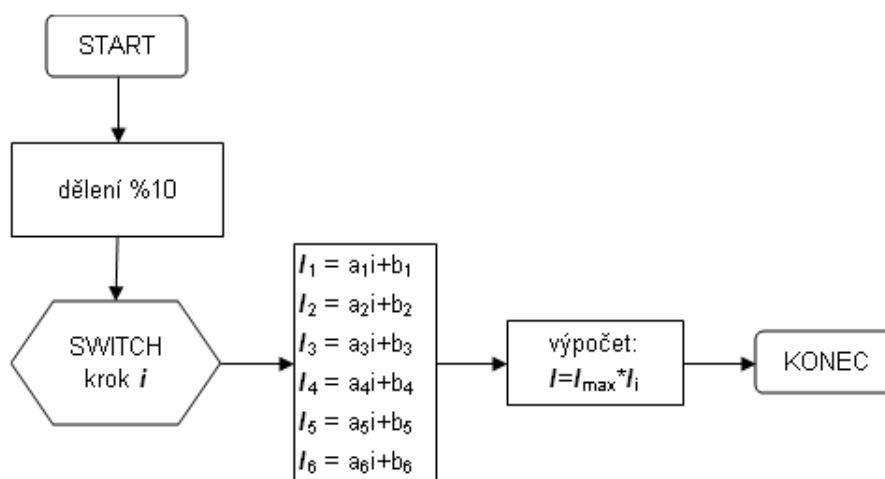 START
dělení %10
SWITCH
krok i
I₁ = a₁i+b₁
I₂ = a₂i+b₂
I₃ = a₃i+b₃
I₄ = a₄i+b₄
I₅ = a₅i+b₅
I₆ = a₆i+b₆
výpočet:
I=Iₘₐₓ*Iᵢ
KONEC